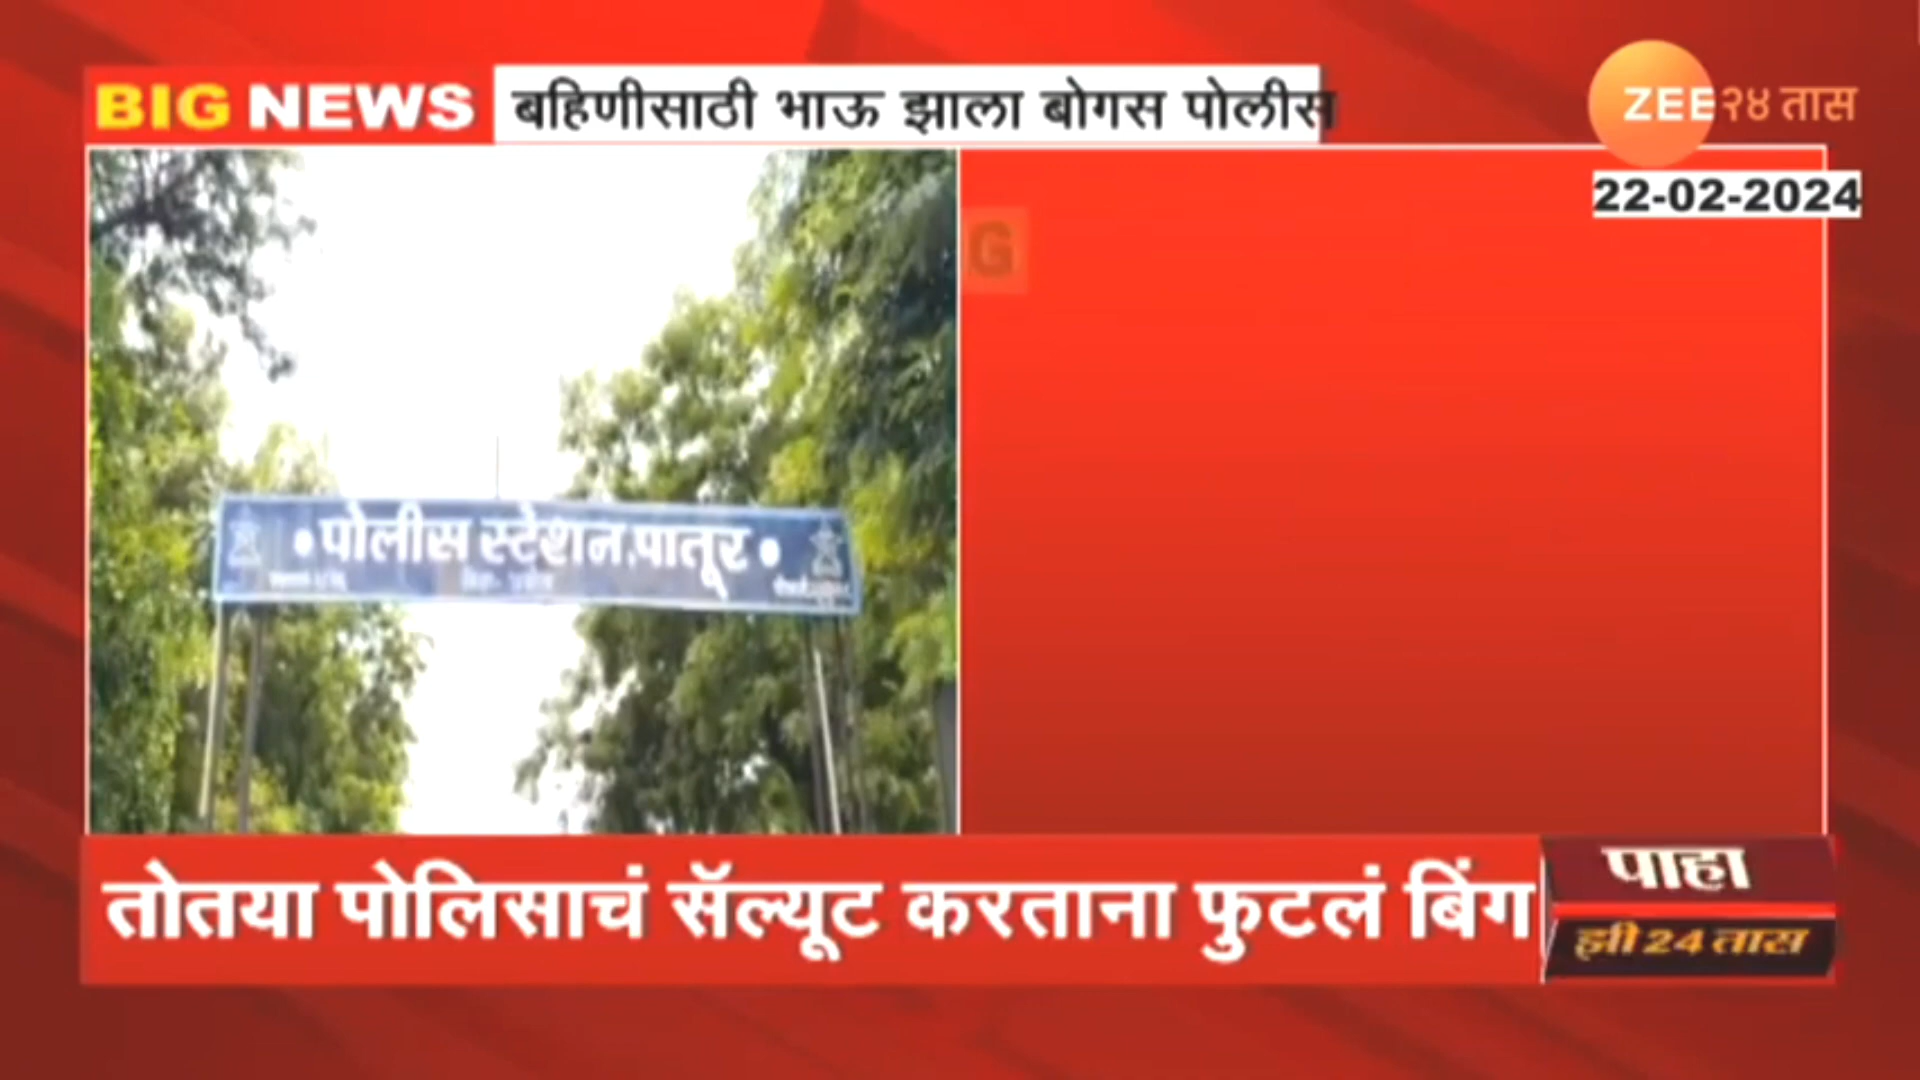 BIG NEWS बहिणीसाठी भाऊ झाला बोगस पोलीस
ZEE २४ तास
22-02-2024
G
• पोलीस स्टेशन, पातूर •
तोतया पोलिसाचं सॅल्यूट करताना फुटलं बिंग
पाहा
झी 24 तास